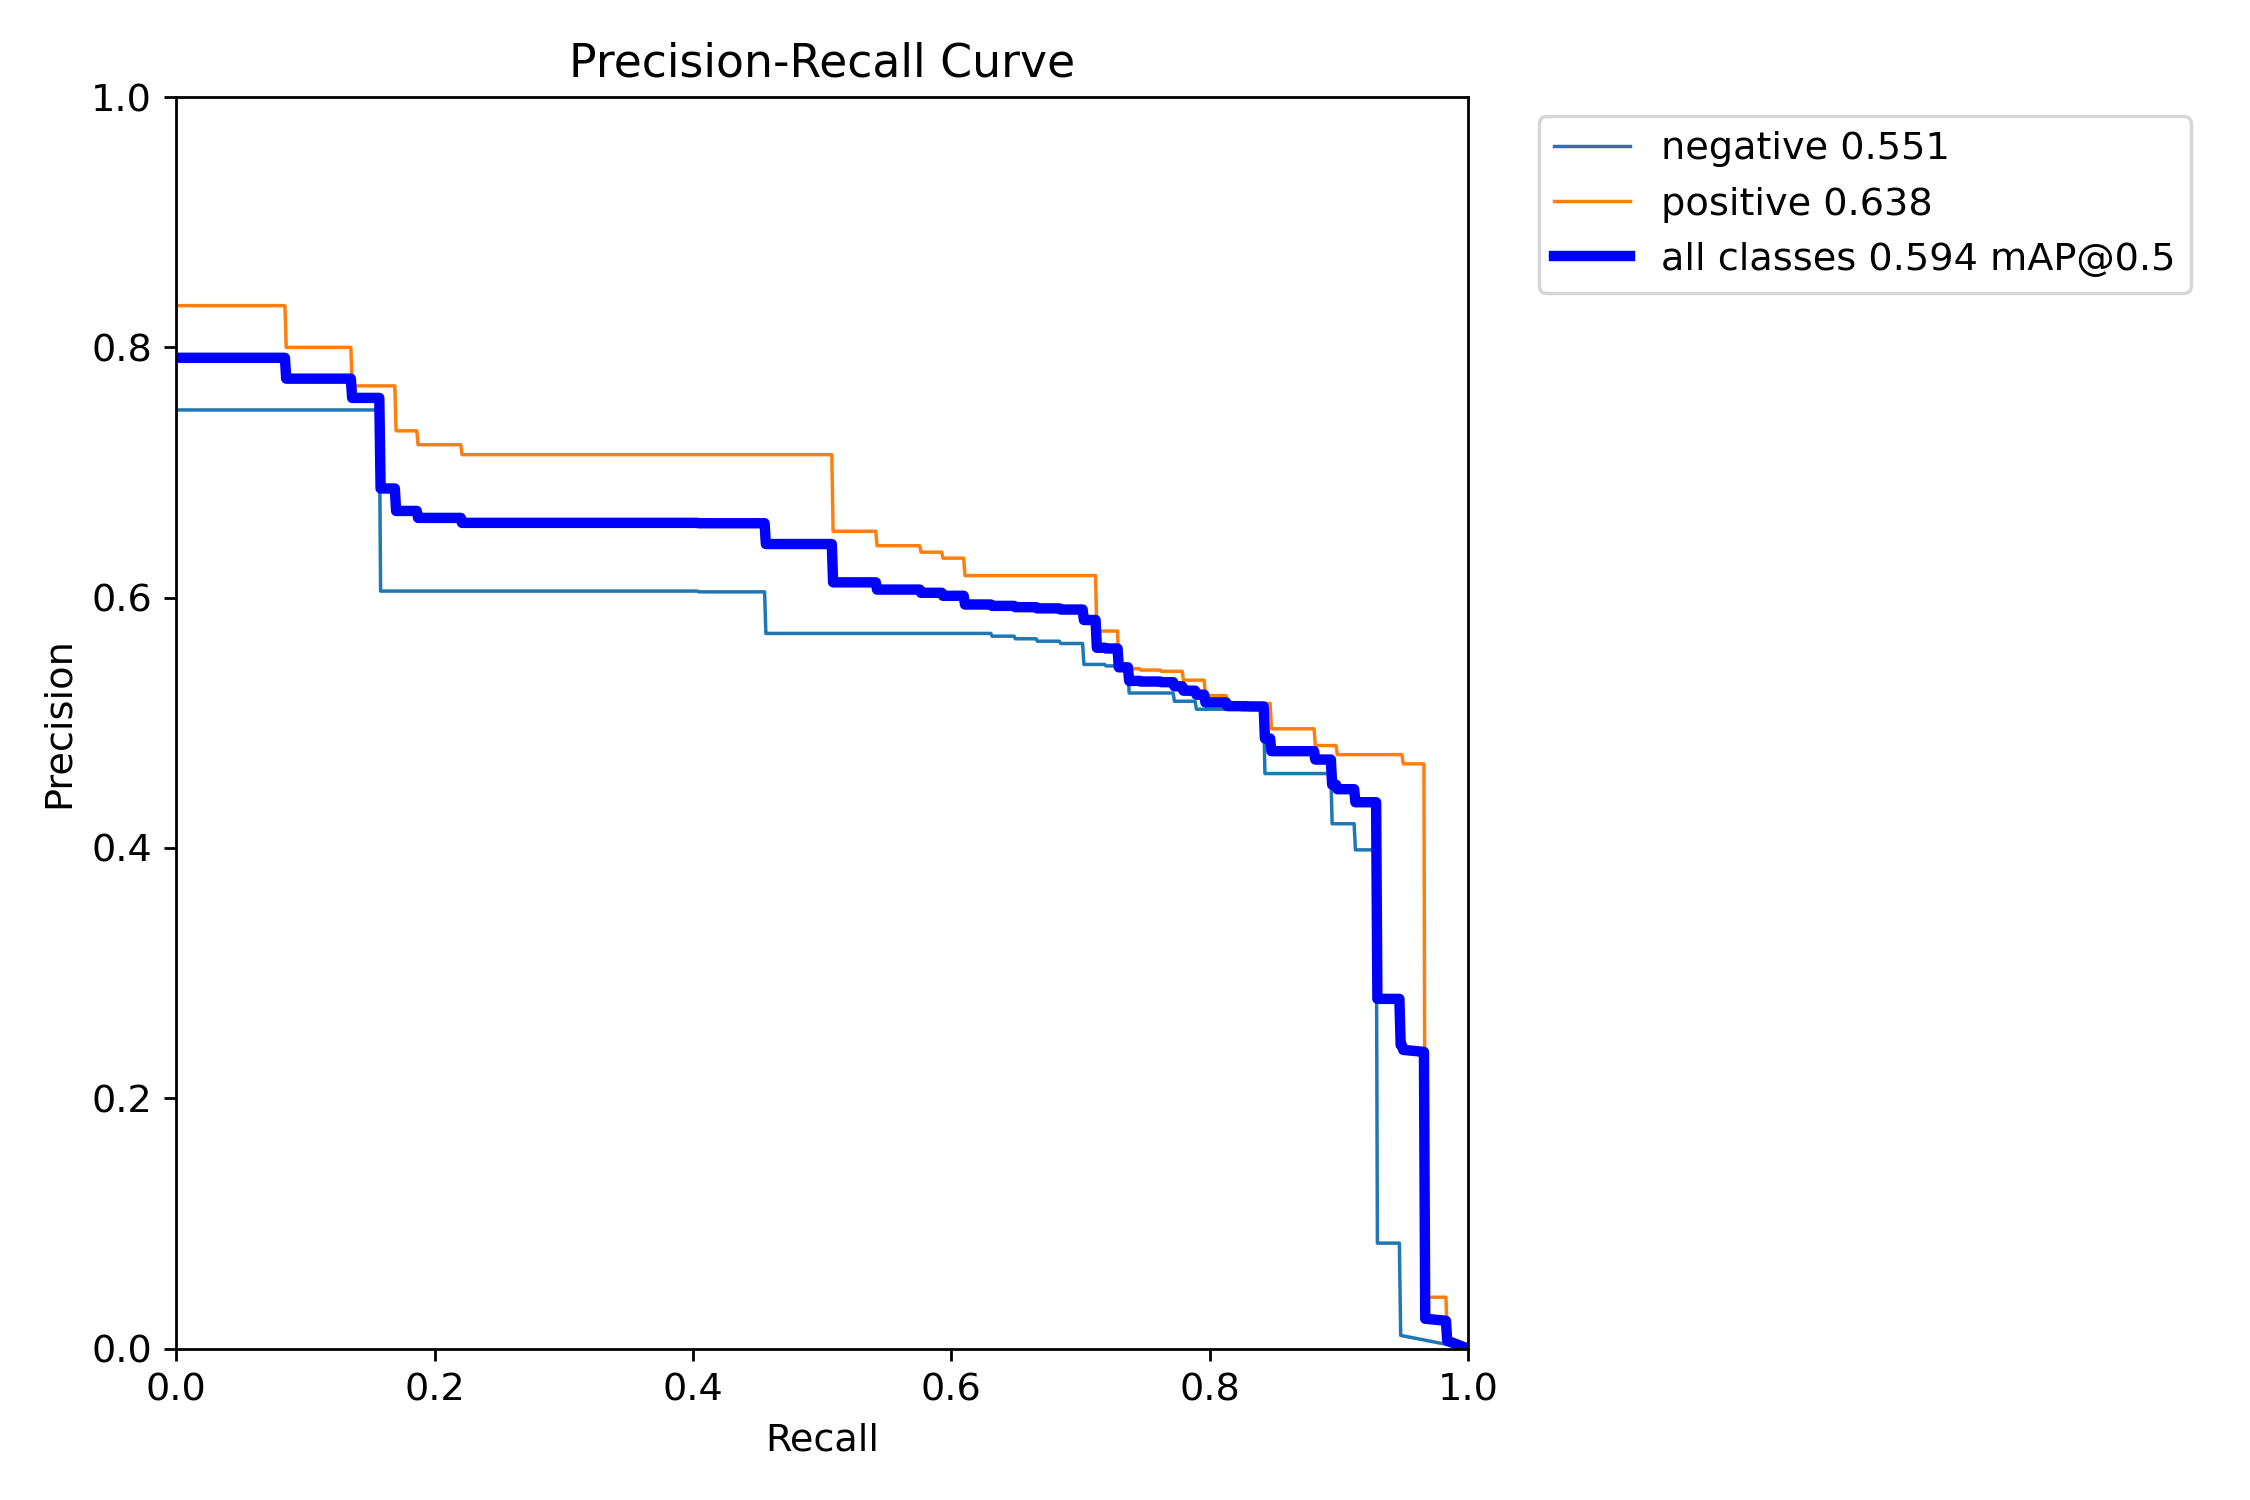 Precision-Recall Curve
1.0
0.8
0.6
0.4
0.2
0.0
Precision
0.0 0.2 0.4 0.6 0.8 1.0
Recall
negative 0.551
positive 0.638
all classes 0.594 mAP@0.5